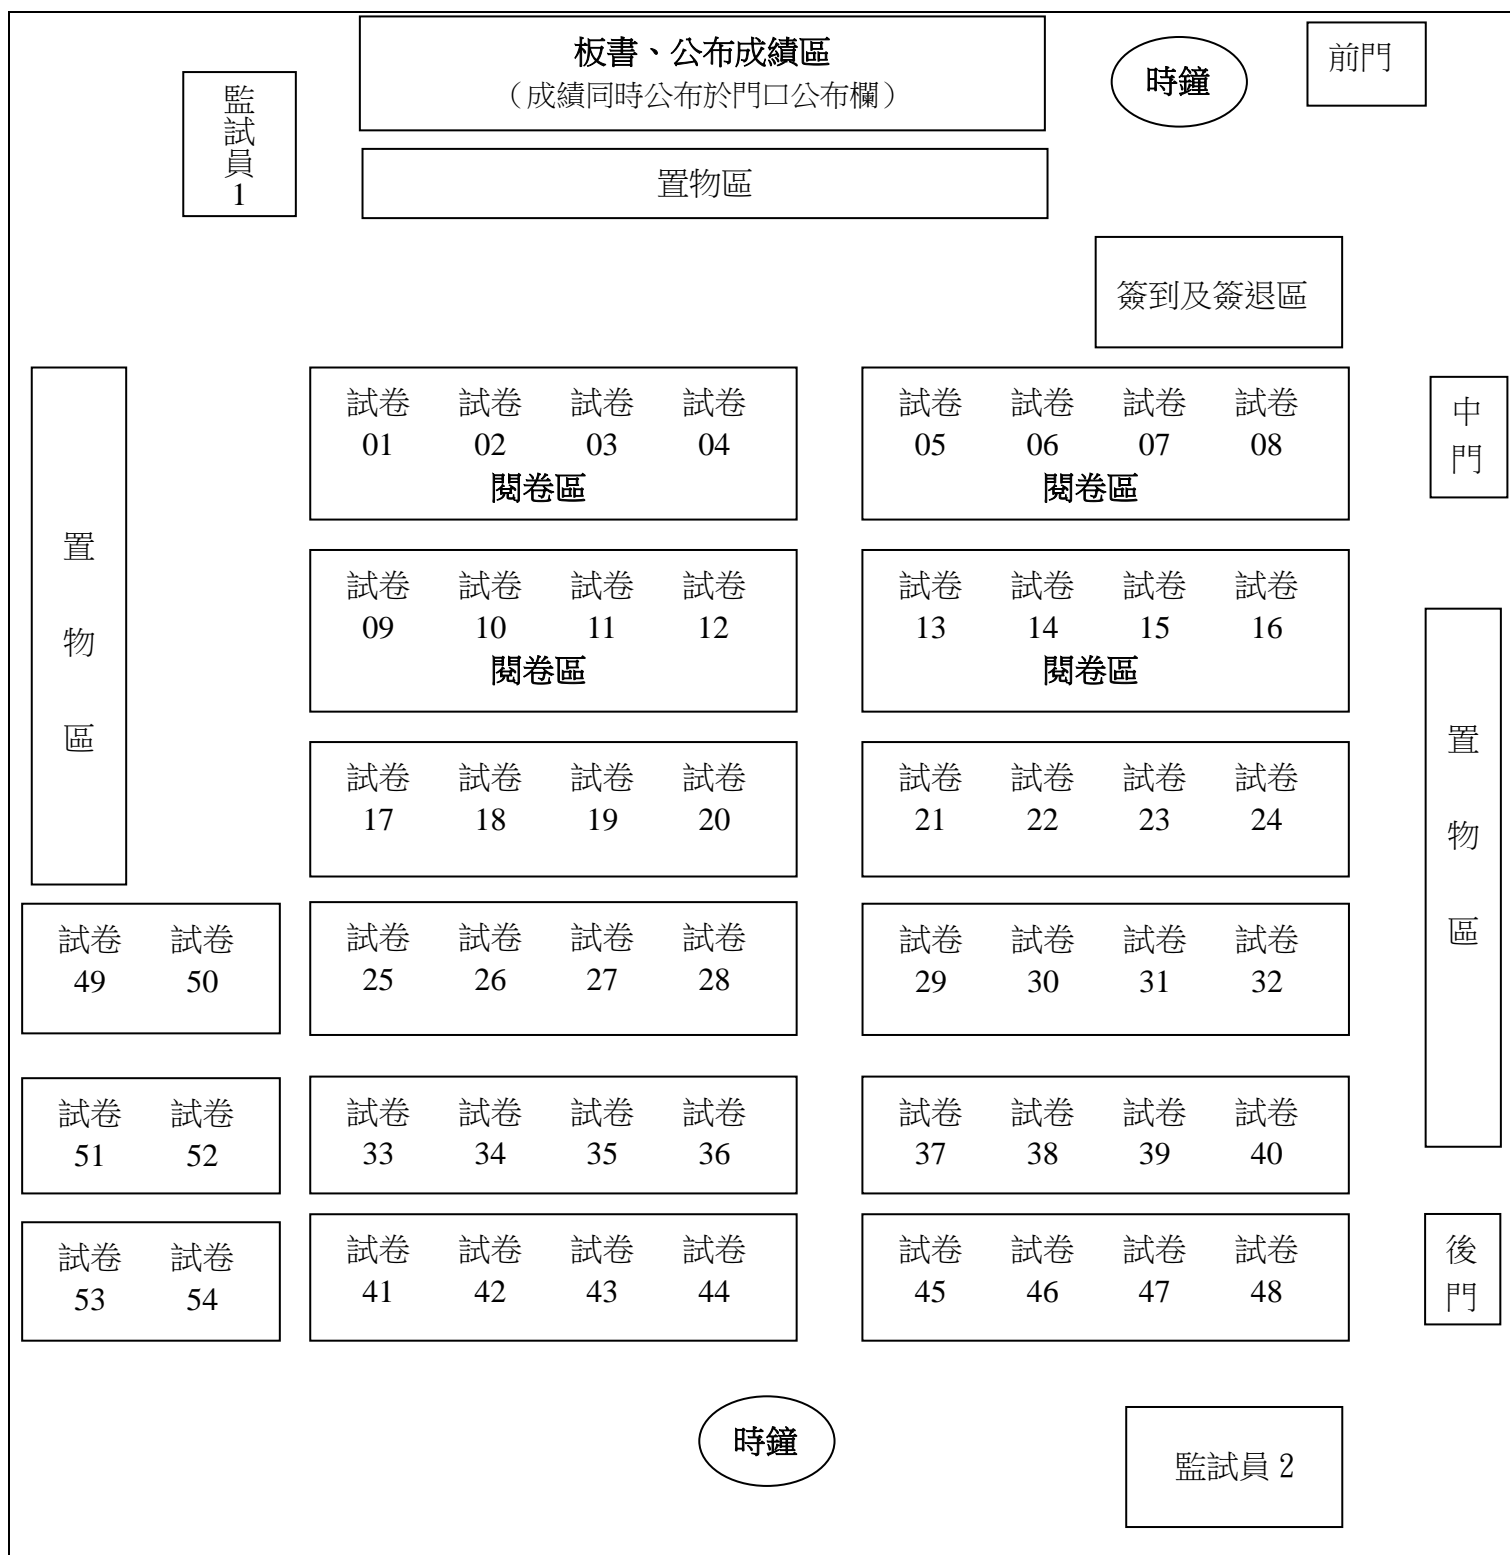 板書、公布成績區
（成績同時公布於門口公布欄）
時鐘
前門
監
試
員
1
置物區
簽到及簽退區
置
物
區
試卷 試卷 試卷 試卷
01 02 03 04
閱卷區
試卷 試卷 試卷 試卷
05 06 07 08
閱卷區
中
門
試卷 試卷 試卷 試卷
09 10 11 12
閱卷區
試卷 試卷 試卷 試卷
13 14 15 16
閱卷區
置
物
區
試卷 試卷 試卷 試卷
17 18 19 20
試卷 試卷 試卷 試卷
21 22 23 24
試卷 試卷
49 50
試卷 試卷 試卷 試卷
25 26 27 28
試卷 試卷 試卷 試卷
29 30 31 32
試卷 試卷
51 52
試卷 試卷 試卷 試卷
33 34 35 36
試卷 試卷 試卷 試卷
37 38 39 40
試卷 試卷
53 54
試卷 試卷 試卷 試卷
41 42 43 44
試卷 試卷 試卷 試卷
45 46 47 48
後
門
時鐘
監試員 2